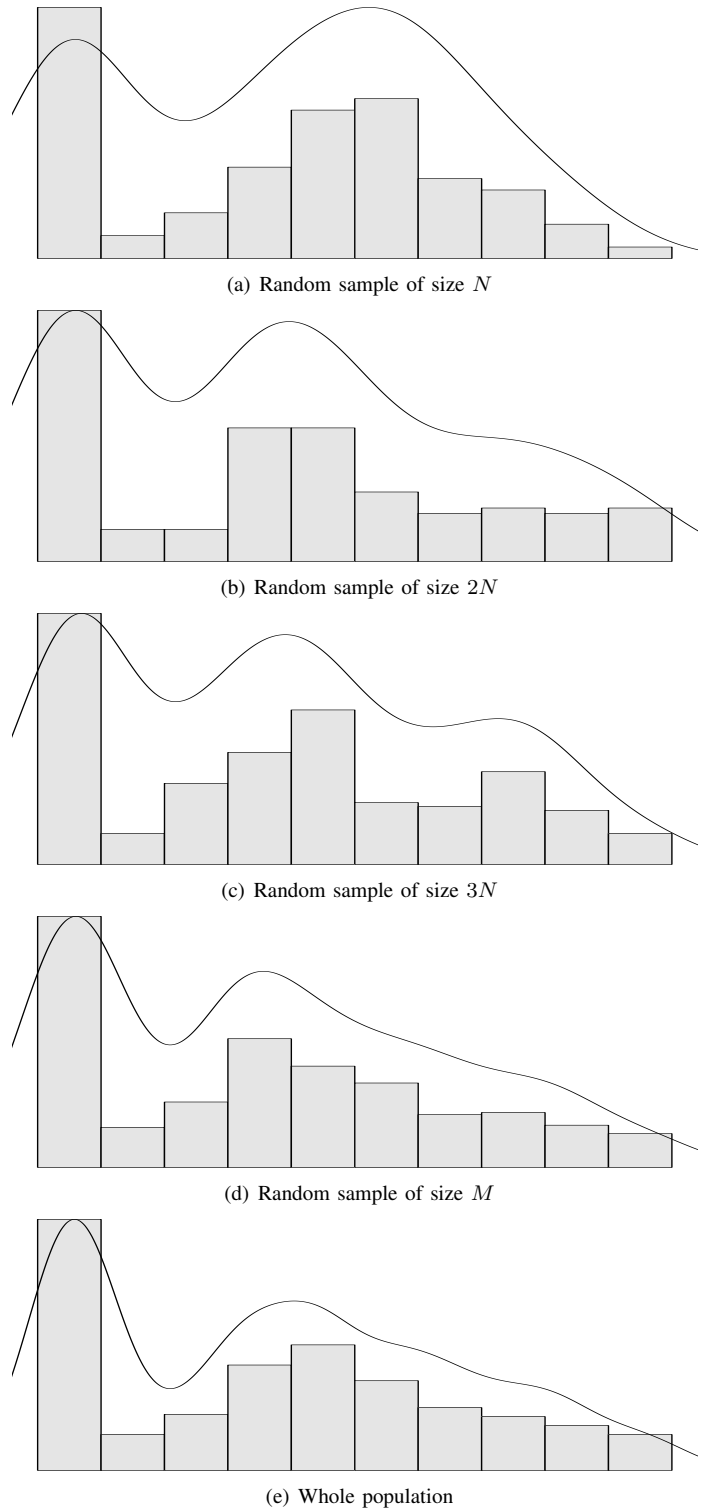 (a) Random sample of size N
(b) Random sample of size 2N
(c) Random sample of size 3N
(d) Random sample of size M
(e) Whole population